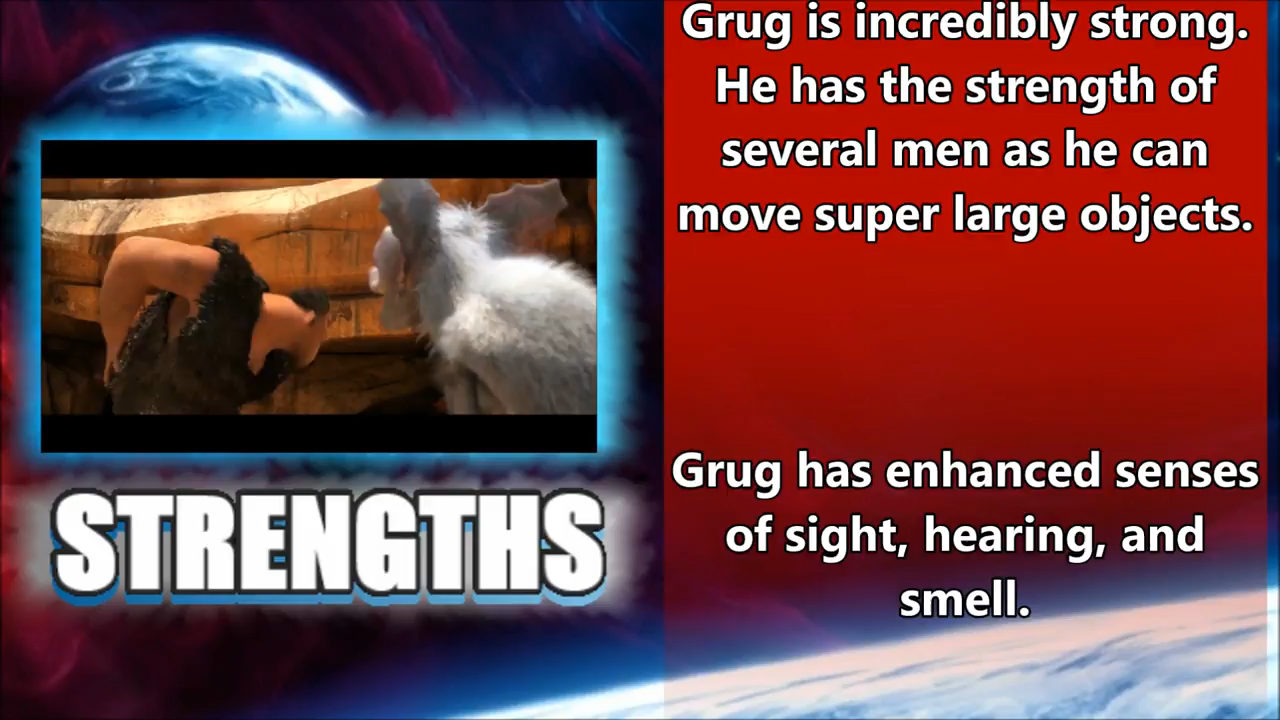 Grug is incredibly strong.
He has the strength of
several men as he can
move super large objects.
Grug has enhanced senses
of sight, hearing, and
smell.
STRENGTHS